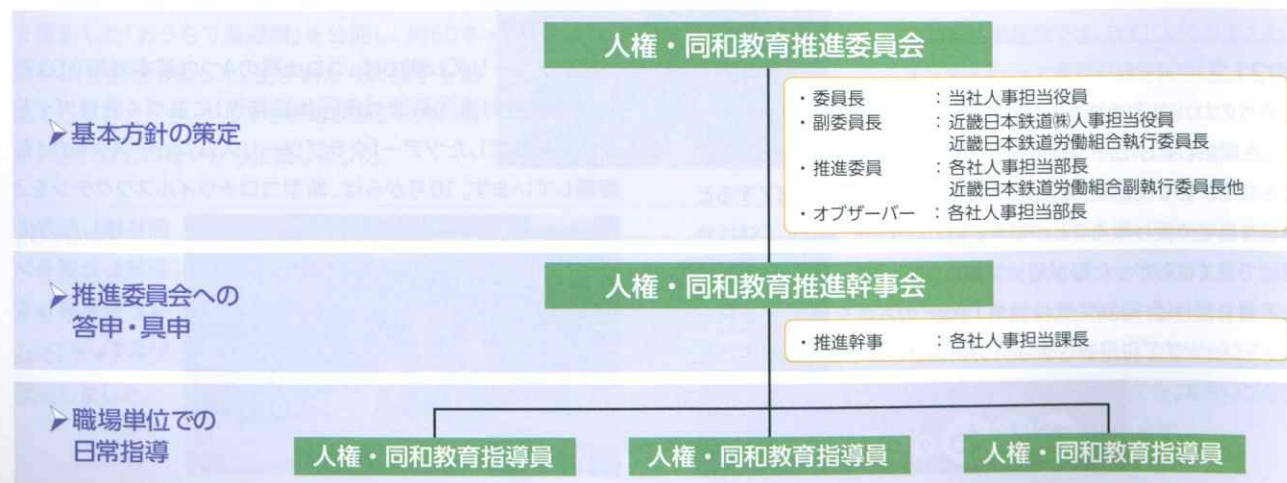 人権・同和教育推進委員会
➢基本方針の策定
・委員長　　　：当社人事担当役員
・副委員長　　：近畿日本鉄道㈱人事担当役員
近畿日本鉄道労働組合執行委員長
・推進委員　　：各社人事担当部長
近畿日本鉄道労働組合副執行委員長他
・オブザーバー　：各社人事担当部長
➢推進委員会への
答申・具申
人権・同和教育推進幹事会
・推進幹事　　：各社人事担当課長
➢職場単位での
日常指導
人権・同和教育指導員　人権・同和教育指導員　人権・同和教育指導員